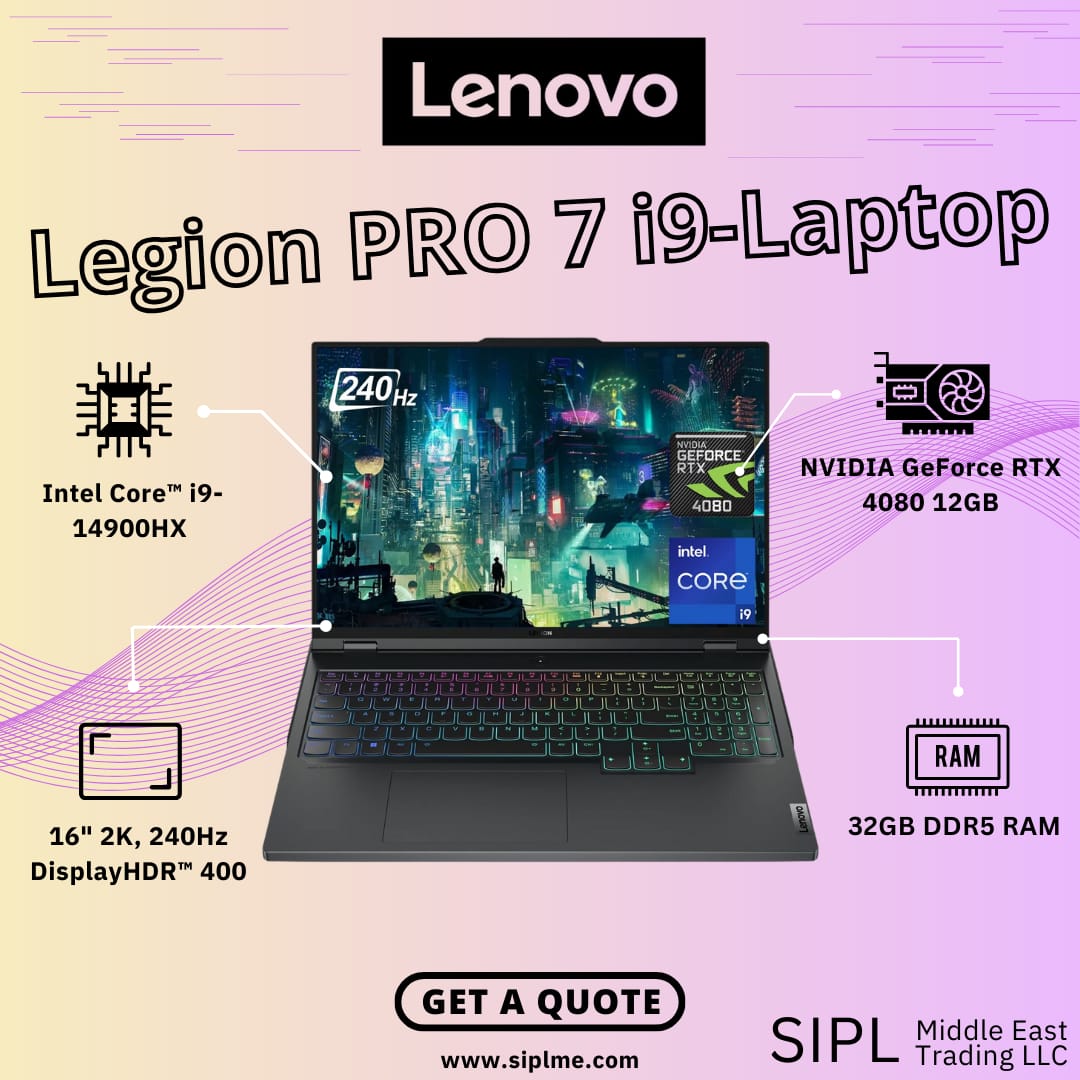 Lenovo
Legion PRO 7 i9-Laptop
240Hz
NVIDIA
GEFORCE
RTX
4080
intel
CORE
i9
LEGION
Lenovo
Intel Core™ i9-
14900HX
NVIDIA GeForce RTX
4080 12GB
16" 2K, 240Hz
DisplayHDR™ 400
RAM
32GB DDR5 RAM
GET A QUOTE
www.siplme.com
SIPL Middle East
Trading LLC